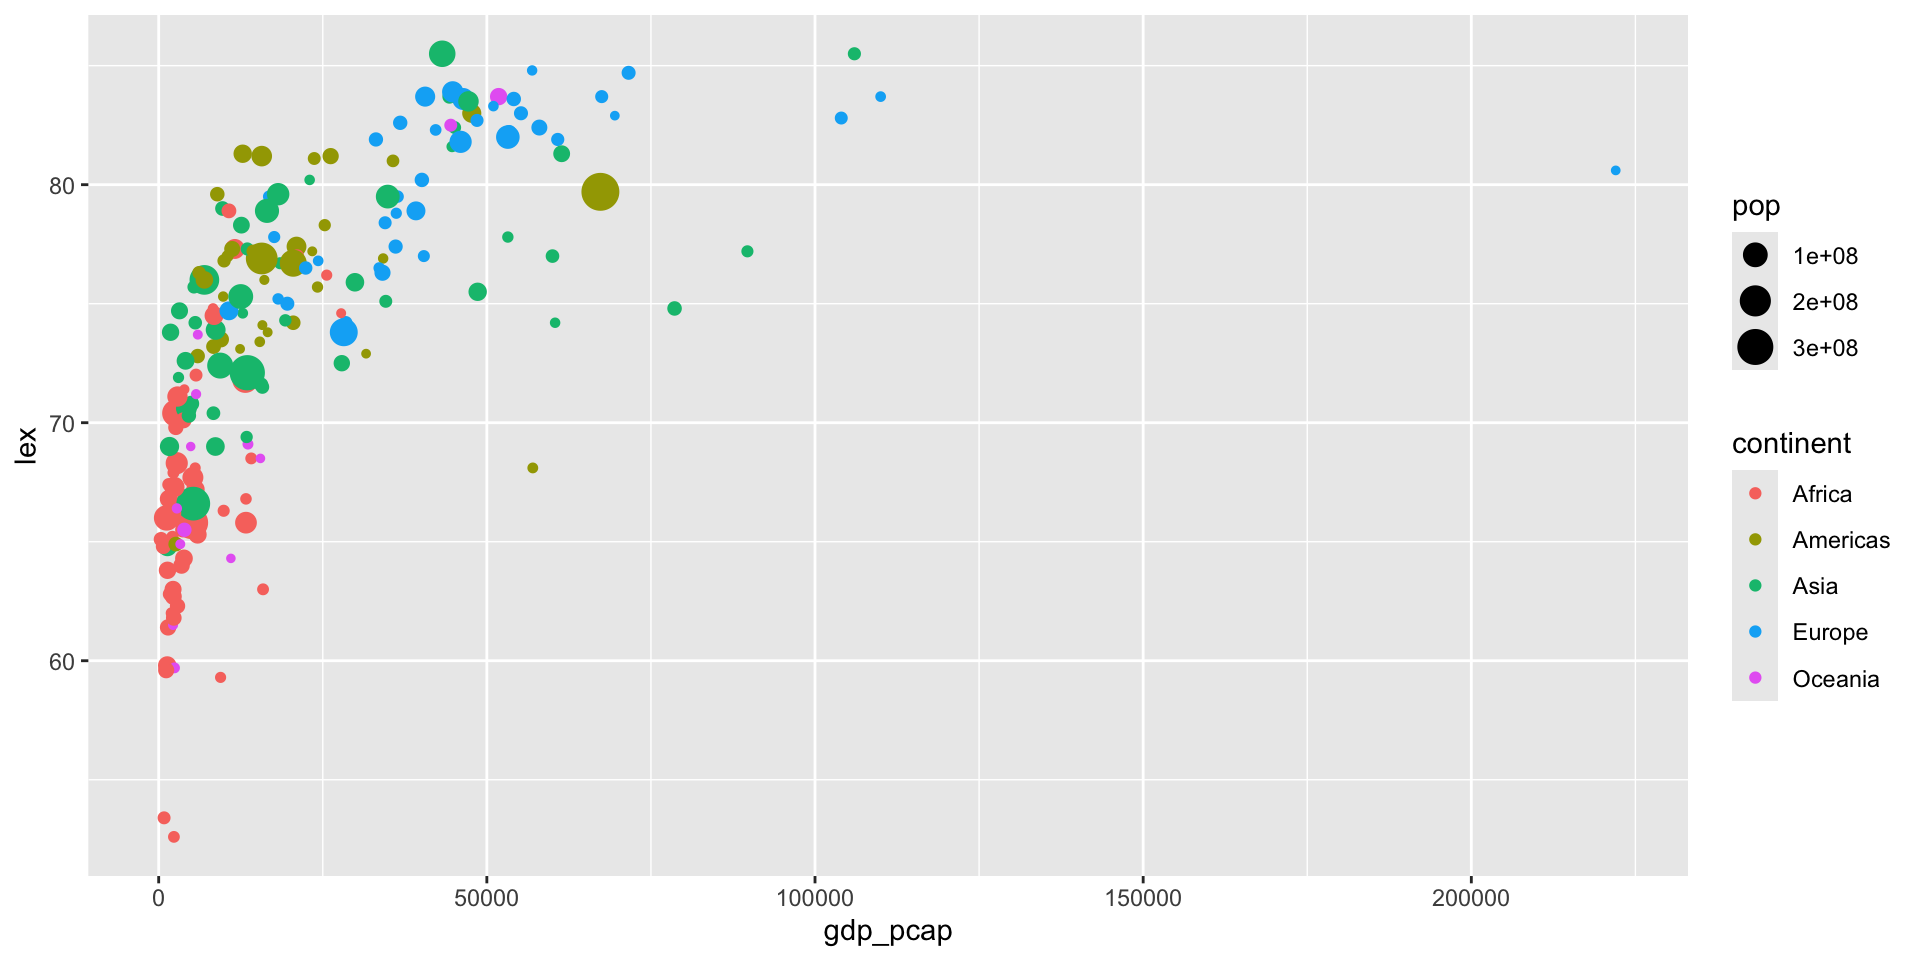 80
70
60
lex
0
50000
100000
150000
200000
gdp_pcap
pop
1e+08
2e+08
3e+08
continent
Africa
Americas
Asia
Europe
Oceania